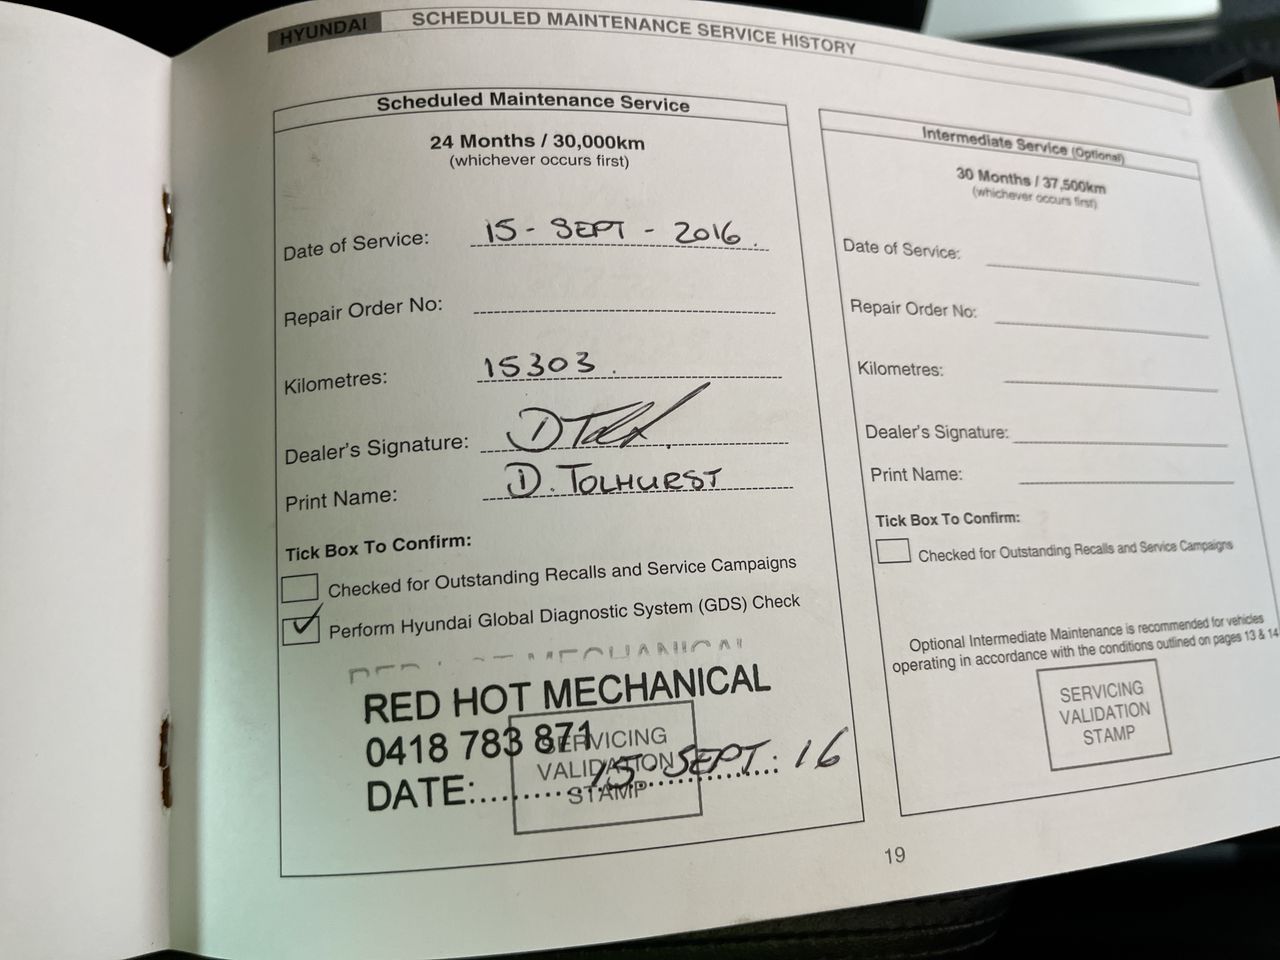 HYUNDAI SCHEDULED MAINTENANCE SERVICE HISTORY
Scheduled Maintenance Service
24 Months / 30,000km
(whichever occurs first)
Date of Service: 15 - SEPT - 2016.
Repair Order No:
Kilometres: 15303.
Dealer's Signature:
Print Name: D. TOLHURST
Tick Box To Confirm:
Checked for Outstanding Recalls and Service Campaigns
Perform Hyundai Global Diagnostic System (GDS) Check
RED HOT MECHANICAL
RED HOT MECHANICAL
0418 783 871
DATE: 15 - SEPT : 16
SERVICING
VALIDATION
STAMP
Intermediate Service (Optional)
30 Months / 37,500km
(whichever occurs first)
Date of Service:
Repair Order No:
Kilometres:
Dealer's Signature:
Print Name:
Tick Box To Confirm:
Checked for Outstanding Recalls and Service Campaigns
Optional Intermediate Maintenance is recommended for vehicles
operating in accordance with the conditions outlined on pages 13 & 14
SERVICING
VALIDATION
STAMP
19